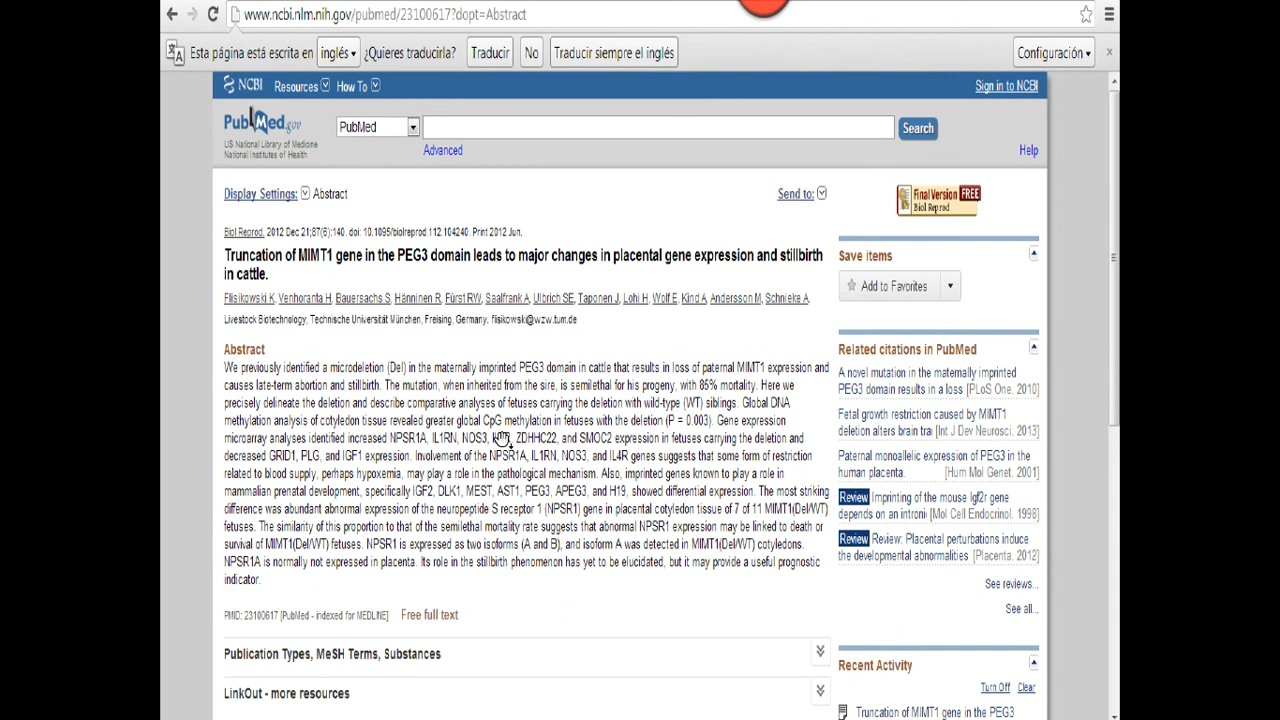 www.ncbi.nlm.nih.gov/pubmed/23100617?dopt=Abstract
Esta página está escrita en inglés ¿Quieres traducirla? Traducir No Traducir siempre el inglés Configuración
NCBI Resources How To Sign in to NCBI
PubMed.gov
US National Library of Medicine
National Institutes of Health
PubMed Search
Advanced Help
Display Settings: Abstract Send to:
Final Version FREE
Biol Reprod
Biol Reprod. 2012 Dec 21;87(6):140. doi: 10.1095/biolreprod.112.104240. Print 2012 Jun.
Truncation of MIMT1 gene in the PEG3 domain leads to major changes in placental gene expression and stillbirth
in cattle.
Flisikowski K, Venhoranta H, Bauersachs S, Hänninen R, Fürst RW, Saalfrank A, Ulbrich SE, Taponen J, Lohi H, Wolf E, Kind A, Andersson M, Schnieke A.
Livestock Biotechnology, Technische Universität München, Freising, Germany. flisikowski@wzw.tum.de
Abstract
We previously identified a microdeletion (Del) in the maternally imprinted PEG3 domain in cattle that results in loss of paternal MIMT1 expression and
causes late-term abortion and stillbirth. The mutation, when inherited from the sire, is semilethal for his progeny, with 85% mortality. Here we
precisely delineate the deletion and describe comparative analyses of fetuses carrying the deletion with wild-type (WT) siblings. Global DNA
methylation analysis of cotyledon tissue revealed greater global CpG methylation in fetuses with the deletion (P = 0.003). Gene expression
microarray analyses identified increased NPSR1A, IL1RN, NOS3, ZDHHC22, and SMOC2 expression in fetuses carrying the deletion and
decreased GRID1, PLG, and IGF1 expression. Involvement of the NPSR1A, IL1RN, NOS3, and IL4R genes suggests that some form of restriction
related to blood supply, perhaps hypoxemia, may play a role in the pathological mechanism. Also, imprinted genes known to play a role in
mammalian prenatal development, specifically IGF2, DLK1, MEST, AST1, PEG3, APEG3, and H19, showed differential expression. The most striking
difference was abundant abnormal expression of the neuropeptide S receptor 1 (NPSR1) gene in placental cotyledon tissue of 7 of 11 MIMT1(Del/WT)
fetuses. The similarity of this proportion to that of the semilethal mortality rate suggests that abnormal NPSR1 expression may be linked to death or
survival of MIMT1(Del/WT) fetuses. NPSR1 is expressed as two isoforms (A and B), and isoform A was detected in MIMT1(Del/WT) cotyledons.
NPSR1A is normally not expressed in placenta. Its role in the stillbirth phenomenon has yet to be elucidated, but it may provide a useful prognostic
indicator.
PMID: 23100617 [PubMed - indexed for MEDLINE] Free full text
Publication Types, MeSH Terms, Substances
LinkOut - more resources
Save items
Add to Favorites
Related citations in PubMed
A novel mutation in the maternally imprinted
PEG3 domain results in a loss [PLoS One. 2010]
Fetal growth restriction caused by MIMT1
deletion alters brain trai [Int J Dev Neurosci. 2013]
Paternal monoallelic expression of PEG3 in the
human placenta. [Hum Mol Genet. 2001]
Review Imprinting of the mouse Igf2r gene
depends on an introni [Mol Cell Endocrinol. 1998]
Review Review: Placental perturbations induce
the developmental abnormalities [Placenta. 2012]
See reviews...
See all...
Recent Activity
Turn Off Clear
Truncation of MIMT1 gene in the PEG3